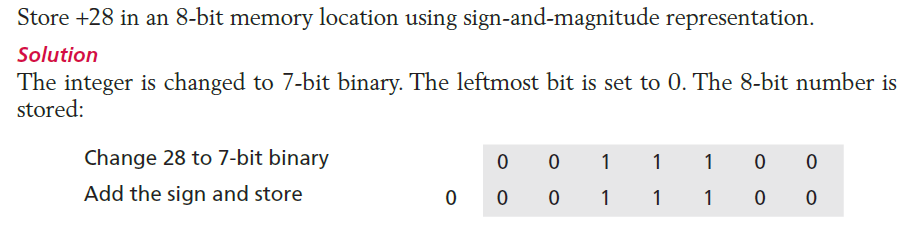 Store +28 in an 8-bit memory location using sign-and-magnitude representation.
Solution
The integer is changed to 7-bit binary. The leftmost bit is set to 0. The 8-bit number is
stored:
Change 28 to 7-bit binary 0 0 1 1 1 0 0
Add the sign and store 0 0 0 1 1 1 0 0